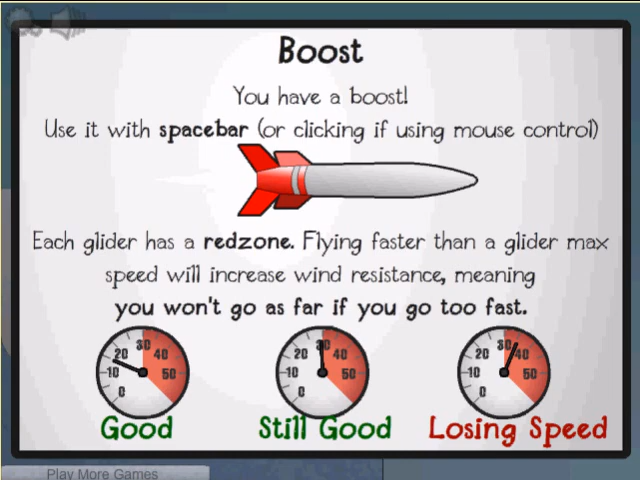 Boost
You have a boost!
Use it with spacebar (or clicking if using mouse control)
Each glider has a redzone. Flying faster than a glider max
speed will increase wind resistance, meaning
you won't go as far if you go too fast.
0 10 20 30 40 50
0 10 20 30 40 50
0 10 20 30 40 50
Good
Still Good
Losing Speed
Play More Games